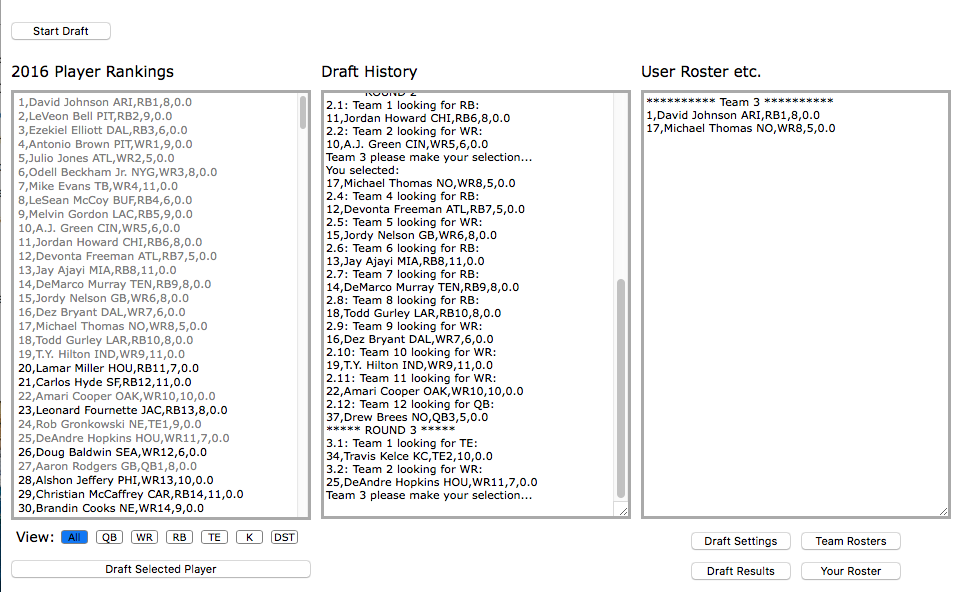 Start Draft
2016 Player Rankings
1,David Johnson ARI,RB1,8,0.0
2,LeVeon Bell PIT,RB2,9,0.0
3,Ezekiel Elliott DAL,RB3,6,0.0
4,Antonio Brown PIT,WR1,9,0.0
5,Julio Jones ATL,WR2,5,0.0
6,Odell Beckham Jr. NYG,WR3,8,0.0
7,Mike Evans TB,WR4,11,0.0
8,LeSean McCoy BUF,RB4,6,0.0
9,Melvin Gordon LAC,RB5,9,0.0
10,A.J. Green CIN,WR5,6,0.0
11,Jordan Howard CHI,RB6,8,0.0
12,Devonta Freeman ATL,RB7,5,0.0
13,Jay Ajayi MIA,RB8,11,0.0
14,DeMarco Murray TEN,RB9,8,0.0
15,Jordy Nelson GB,WR6,8,0.0
16,Dez Bryant DAL,WR7,6,0.0
17,Michael Thomas NO,WR8,5,0.0
18,Todd Gurley LAR,RB10,8,0.0
19,T.Y. Hilton IND,WR9,11,0.0
20,Lamar Miller HOU,RB11,7,0.0
21,Carlos Hyde SF,RB12,11,0.0
22,Amari Cooper OAK,WR10,10,0.0
23,Leonard Fournette JAC,RB13,8,0.0
24,Rob Gronkowski NE,TE1,9,0.0
25,DeAndre Hopkins HOU,WR11,7,0.0
26,Doug Baldwin SEA,WR12,6,0.0
27,Aaron Rodgers GB,QB1,8,0.0
28,Alshon Jeffery PHI,WR13,10,0.0
29,Christian McCaffrey CAR,RB14,11,0.0
30,Brandin Cooks NE,WR14,9,0.0
View: All QB WR RB TE K DST
Draft Selected Player
Draft History
ROUND 2
2.1: Team 1 looking for RB:
11,Jordan Howard CHI,RB6,8,0.0
2.2: Team 2 looking for WR:
10,A.J. Green CIN,WR5,6,0.0
Team 3 please make your selection...
You selected:
17,Michael Thomas NO,WR8,5,0.0
2.4: Team 4 looking for RB:
12,Devonta Freeman ATL,RB7,5,0.0
2.5: Team 5 looking for WR:
15,Jordy Nelson GB,WR6,8,0.0
2.6: Team 6 looking for RB:
13,Jay Ajayi MIA,RB8,11,0.0
2.7: Team 7 looking for RB:
14,DeMarco Murray TEN,RB9,8,0.0
2.8: Team 8 looking for RB:
18,Todd Gurley LAR,RB10,8,0.0
2.9: Team 9 looking for WR:
16,Dez Bryant DAL,WR7,6,0.0
2.10: Team 10 looking for WR:
19,T.Y. Hilton IND,WR9,11,0.0
2.11: Team 11 looking for WR:
22,Amari Cooper OAK,WR10,10,0.0
2.12: Team 12 looking for QB:
37,Drew Brees NO,QB3,5,0.0
***** ROUND 3 *****
3.1: Team 1 looking for TE:
34,Travis Kelce KC,TE2,10,0.0
3.2: Team 2 looking for WR:
25,DeAndre Hopkins HOU,WR11,7,0.0
Team 3 please make your selection...
User Roster etc.
********** Team 3 **********
1,David Johnson ARI,RB1,8,0.0
17,Michael Thomas NO,WR8,5,0.0
Draft Settings Team Rosters
Draft Results Your Roster